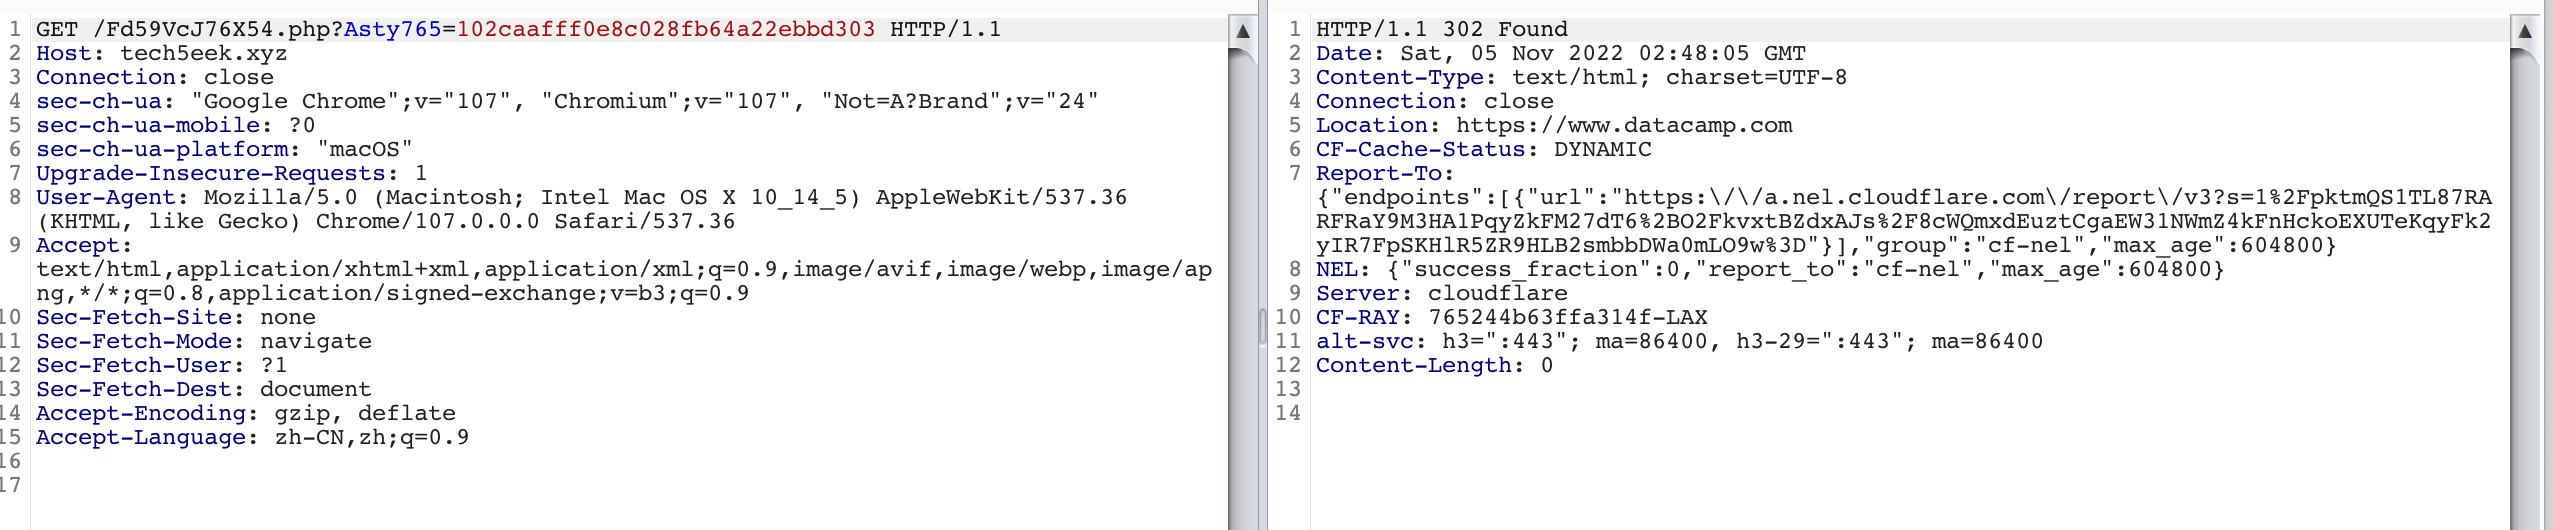 1 GET /Fd59VcJ76X54.php?Asty765=102caafff0e8c028fb64a22ebbd303 HTTP/1.1
2 Host: tech5eek.xyz
3 Connection: close
4 sec-ch-ua: "Google Chrome";v="107", "Chromium";v="107", "Not=A?Brand";v="24"
5 sec-ch-ua-mobile: ?0
6 sec-ch-ua-platform: "macOS"
7 Upgrade-Insecure-Requests: 1
8 User-Agent: Mozilla/5.0 (Macintosh; Intel Mac OS X 10_14_5) AppleWebKit/537.36
(KHTML, like Gecko) Chrome/107.0.0.0 Safari/537.36
9 Accept:
text/html,application/xhtml+xml,application/xml;q=0.9,image/avif,image/webp,image/ap
ng,*/*;q=0.8,application/signed-exchange;v=b3;q=0.9
10 Sec-Fetch-Site: none
11 Sec-Fetch-Mode: navigate
12 Sec-Fetch-User: ?1
13 Sec-Fetch-Dest: document
14 Accept-Encoding: gzip, deflate
15 Accept-Language: zh-CN,zh;q=0.9
16
17
1 HTTP/1.1 302 Found
2 Date: Sat, 05 Nov 2022 02:48:05 GMT
3 Content-Type: text/html; charset=UTF-8
4 Connection: close
5 Location: https://www.datacamp.com
6 CF-Cache-Status: DYNAMIC
7 Report-To:
{"endpoints":[{"url":"https:\/\/a.nel.cloudflare.com\/report\/v3?s=1%2FpktmQS1TL87RA
RFRaY9M3HA1PqyZkFM27dT6%2BO2FkvxtBZdxAJs%2F8cWQmxdEuztCgaEW31NWmZ4kFnHckoEXUTeKqyFk2
yIR7FpSKHlR5ZR9HLB2smbbDWa0mLO9w%3D"}],"group":"cf-nel","max_age":604800}
8 NEL: {"success_fraction":0,"report_to":"cf-nel","max_age":604800}
9 Server: cloudflare
10 CF-RAY: 765244b63ffa314f-LAX
11 alt-svc: h3=":443"; ma=86400, h3-29=":443"; ma=86400
12 Content-Length: 0
13
14